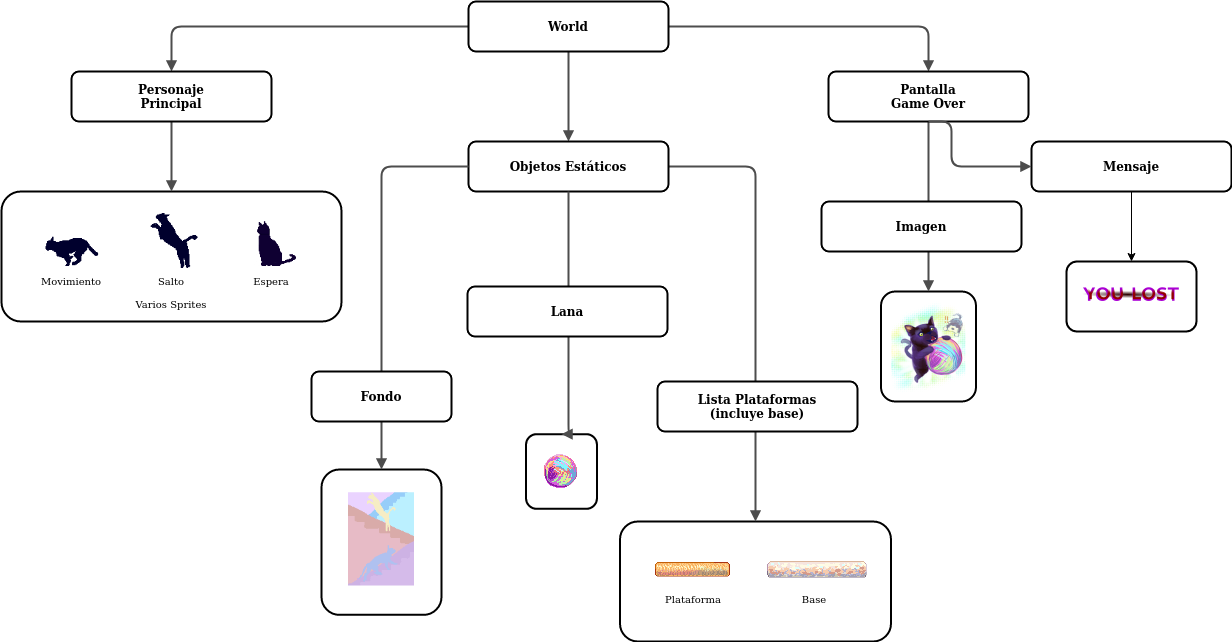 World
Personaje
Principal
Pantalla
Game Over
Objetos Estáticos
Mensaje
Imagen
Movimiento
Salto
Espera
Varios Sprites
YOU LOST
Lana
Fondo
Lista Plataformas
(incluye base)
Plataforma
Base